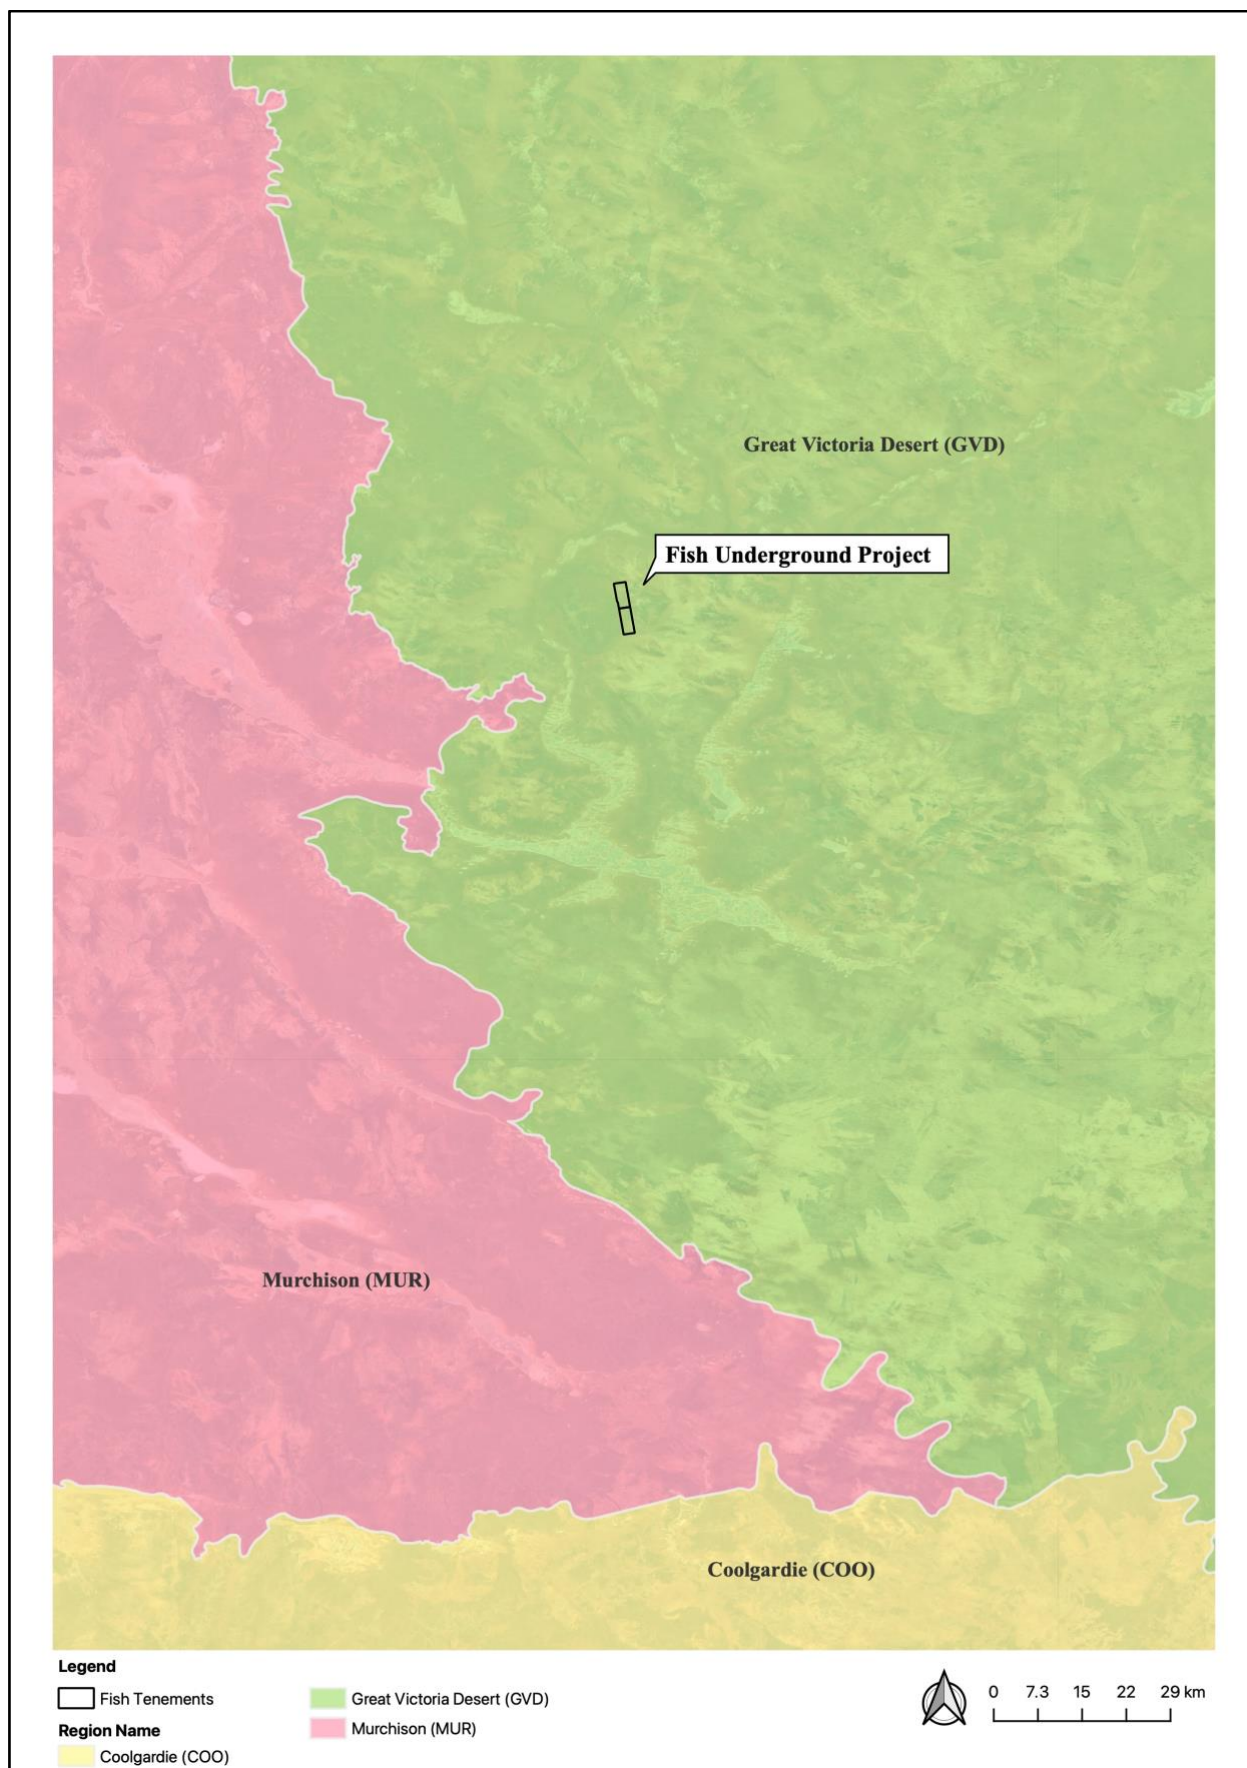 Great Victoria Desert (GVD)
Fish Underground Project
Murchison (MUR)
Coolgardie (COO)
Legend
Fish Tenements
Region Name
Coolgardie (COO)
Great Victoria Desert (GVD)
Murchison (MUR)
0 7.3 15 22 29 km